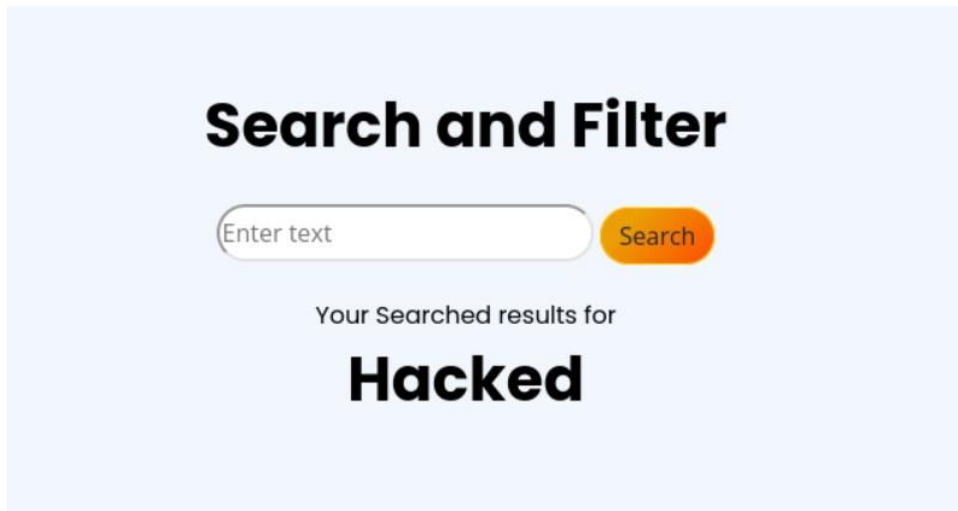 Search and Filter
Enter text
Search
Your Searched results for
Hacked